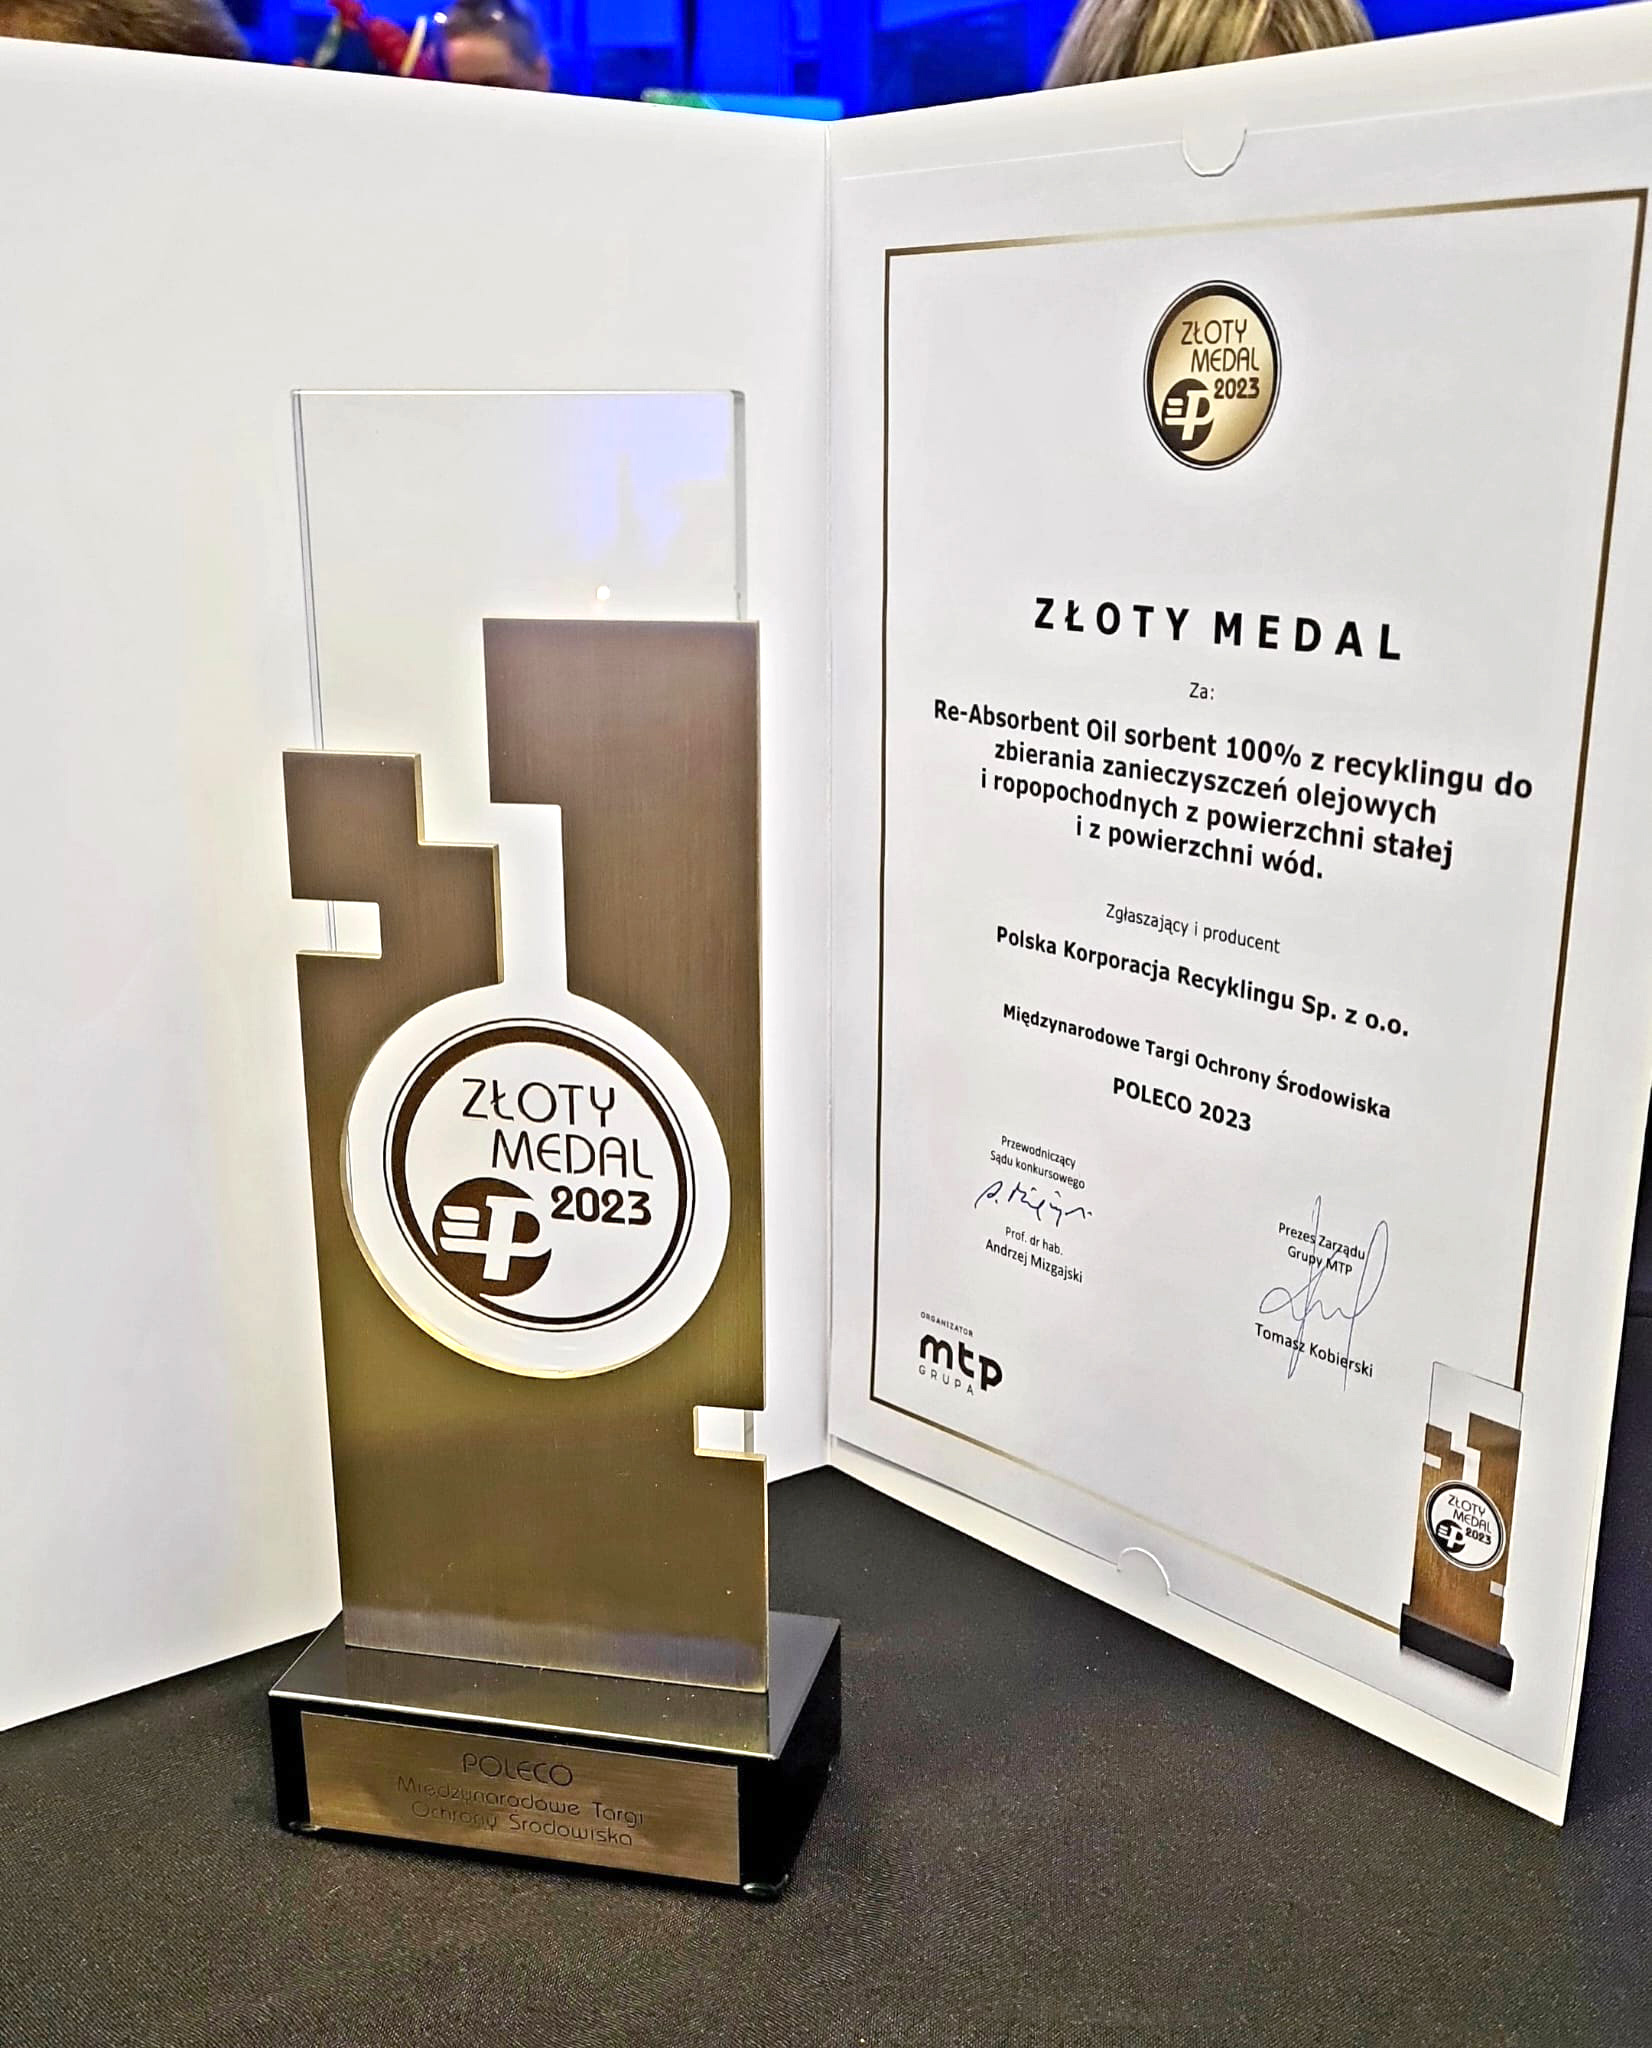 ZŁOTY
MEDAL
2023
POLECO
Międzynarodowe Targi
Ochrony Środowiska
ZŁOTY
MEDAL
2023
ZŁOTY MEDAL
Za:
Re-Absorbent Oil sorbent 100% z recyklingu do
zbierania zanieczyszczeń olejowych
i ropopochodnych z powierzchni stałej
i z powierzchni wód.
Zgłaszający i producent
Polska Korporacja Recyklingu Sp. z o.o.
Międzynarodowe Targi Ochrony Środowiska
POLECO 2023
Przewodniczący
Sądu konkursowego
Prof. dr hab.
Andrzej Mizgajski
Prezes Zarządu
Grupy MTP
Tomasz Kobierski
ORGANIZATOR
mtp
GRUPA
ZŁOTY
MEDAL
2023